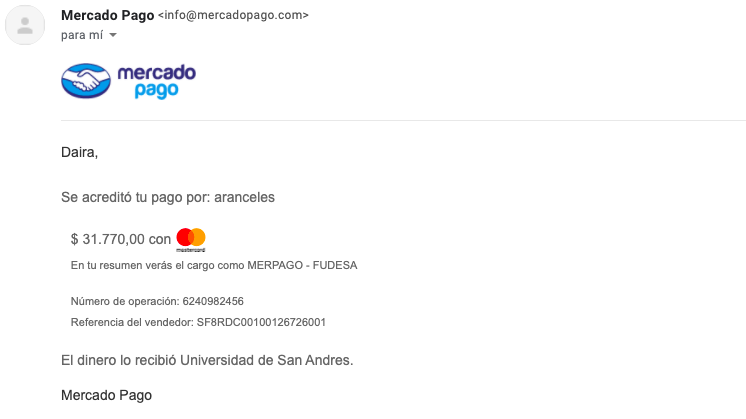 Mercado Pago <info@mercadopago.com>
para mí
mercado
pago
Daira,
Se acreditó tu pago por: aranceles
$ 31.770,00 con mastercard
En tu resumen verás el cargo como MERPAGO - FUDESA
Número de operación: 6240982456
Referencia del vendedor: SF8RDC00100126726001
El dinero lo recibió Universidad de San Andres.
Mercado Pago